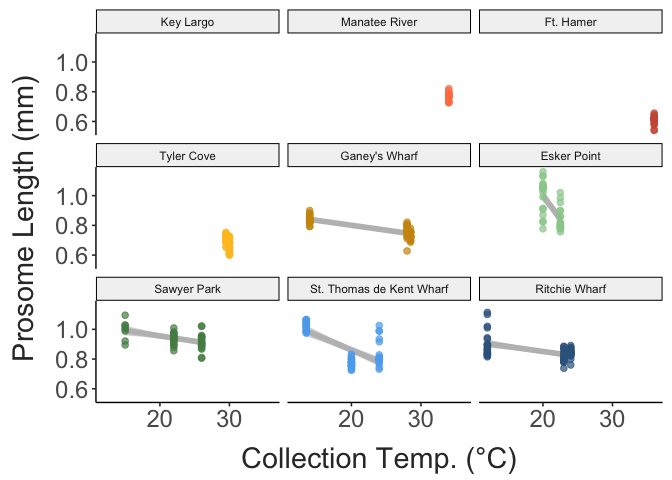 Key Largo
Manatee River
Ft. Hamer
1.0
0.8
0.6
Tyler Cove
Ganey's Wharf
Esker Point
1.0
0.8
0.6
Sawyer Park
St. Thomas de Kent Wharf
Ritchie Wharf
1.0
0.8
0.6
20 30 20 30 20 30
Prosome Length (mm)
Collection Temp. (°C)